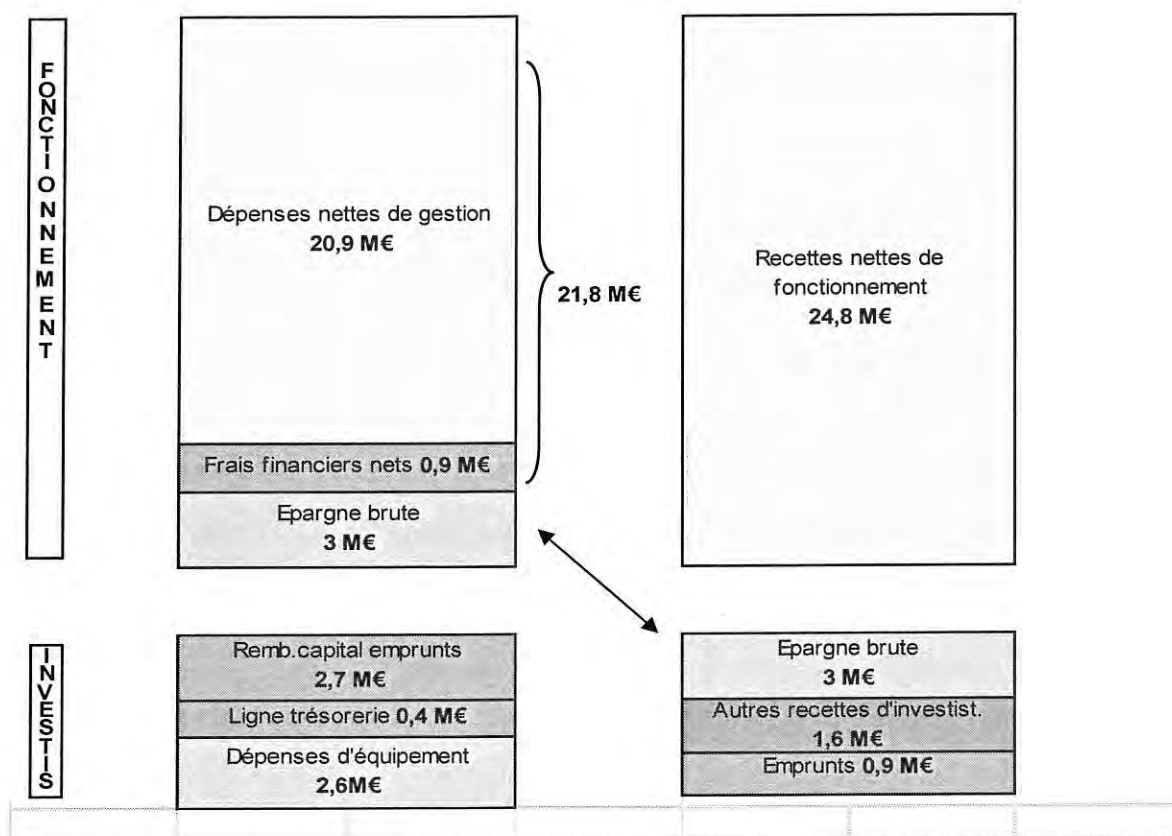 FONCTIONNEMENT
Dépenses nettes de gestion
20,9 M€
21,8 M€
Frais financiers nets 0,9 M€
Epargne brute
3 M€
Recettes nettes de
fonctionnement
24,8 M€
INVESTIS
Remb.capital emprunts
2,7 M€
Ligne trésorerie 0,4 M€
Dépenses d'équipement
2,6M€
Epargne brute
3 M€
Autres recettes d'investist.
1,6 M€
Emprunts 0,9 M€